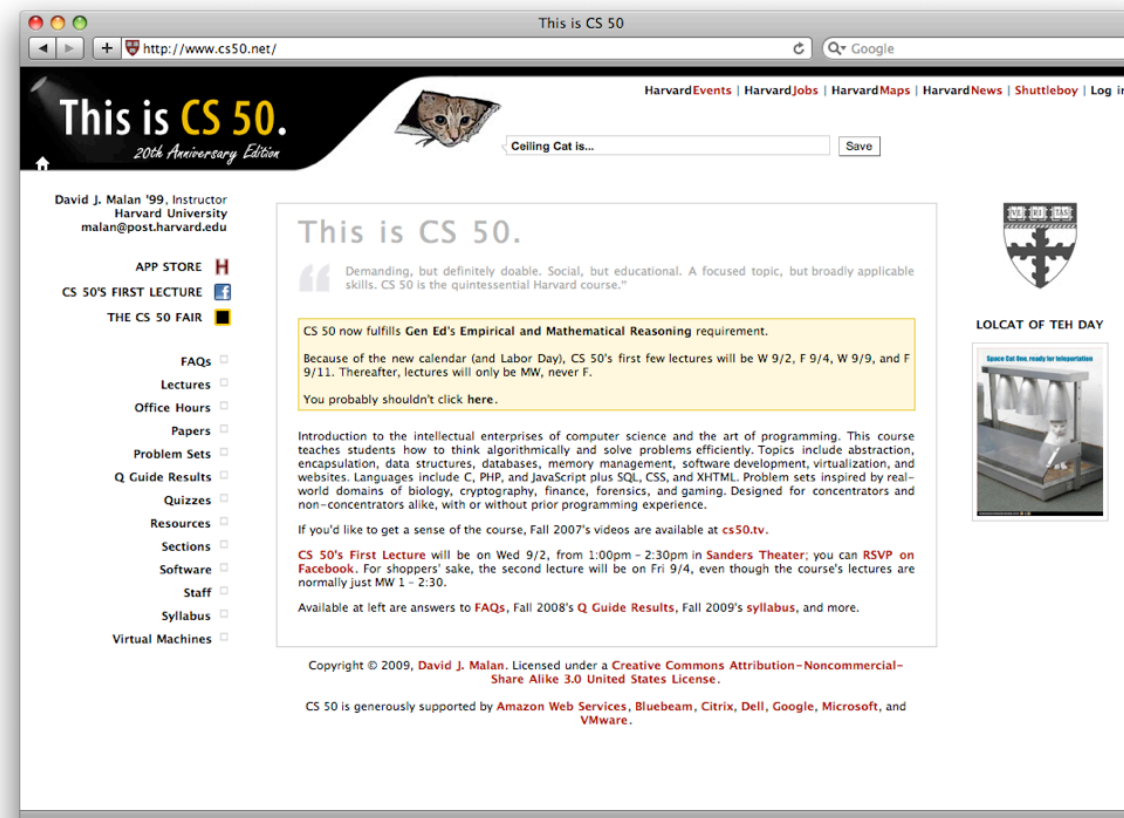 This is CS 50
http://www.cs50.net/
Google
This is CS 50.
20th Anniversary Edition
HarvardEvents | HarvardJobs | HarvardMaps | HarvardNews | Shuttleboy | Log in
Ceiling Cat is...
Save
David J. Malan '99, Instructor
Harvard University
malan@post.harvard.edu
APP STORE
CS 50'S FIRST LECTURE
THE CS 50 FAIR
FAQs
Lectures
Office Hours
Papers
Problem Sets
Q Guide Results
Quizzes
Resources
Sections
Software
Staff
Syllabus
Virtual Machines
This is CS 50.
Demanding, but definitely doable. Social, but educational. A focused topic, but broadly applicable
skills. CS 50 is the quintessential Harvard course."
CS 50 now fulfills Gen Ed's Empirical and Mathematical Reasoning requirement.
Because of the new calendar (and Labor Day), CS 50's first few lectures will be W 9/2, F 9/4, W 9/9, and F
9/11. Thereafter, lectures will only be MW, never F.
You probably shouldn't click here.
Introduction to the intellectual enterprises of computer science and the art of programming. This course
teaches students how to think algorithmically and solve problems efficiently. Topics include abstraction,
encapsulation, data structures, databases, memory management, software development, virtualization, and
websites. Languages include C, PHP, and JavaScript plus SQL, CSS, and XHTML. Problem sets inspired by real-
world domains of biology, cryptography, finance, forensics, and gaming. Designed for concentrators and
non-concentrators alike, with or without prior programming experience.
If you'd like to get a sense of the course, Fall 2007's videos are available at cs50.tv.
CS 50's First Lecture will be on Wed 9/2, from 1:00pm - 2:30pm in Sanders Theater; you can RSVP on
Facebook. For shoppers' sake, the second lecture will be on Fri 9/4, even though the course's lectures are
normally just MW 1 - 2:30.
Available at left are answers to FAQs, Fall 2008's Q Guide Results, Fall 2009's syllabus, and more.
VE RI TAS
LOLCAT OF TEH DAY
Space Cat One, ready for teleportation
Copyright © 2009, David J. Malan. Licensed under a Creative Commons Attribution-Noncommercial-
Share Alike 3.0 United States License.
CS 50 is generously supported by Amazon Web Services, Bluebeam, Citrix, Dell, Google, Microsoft, and
VMware.